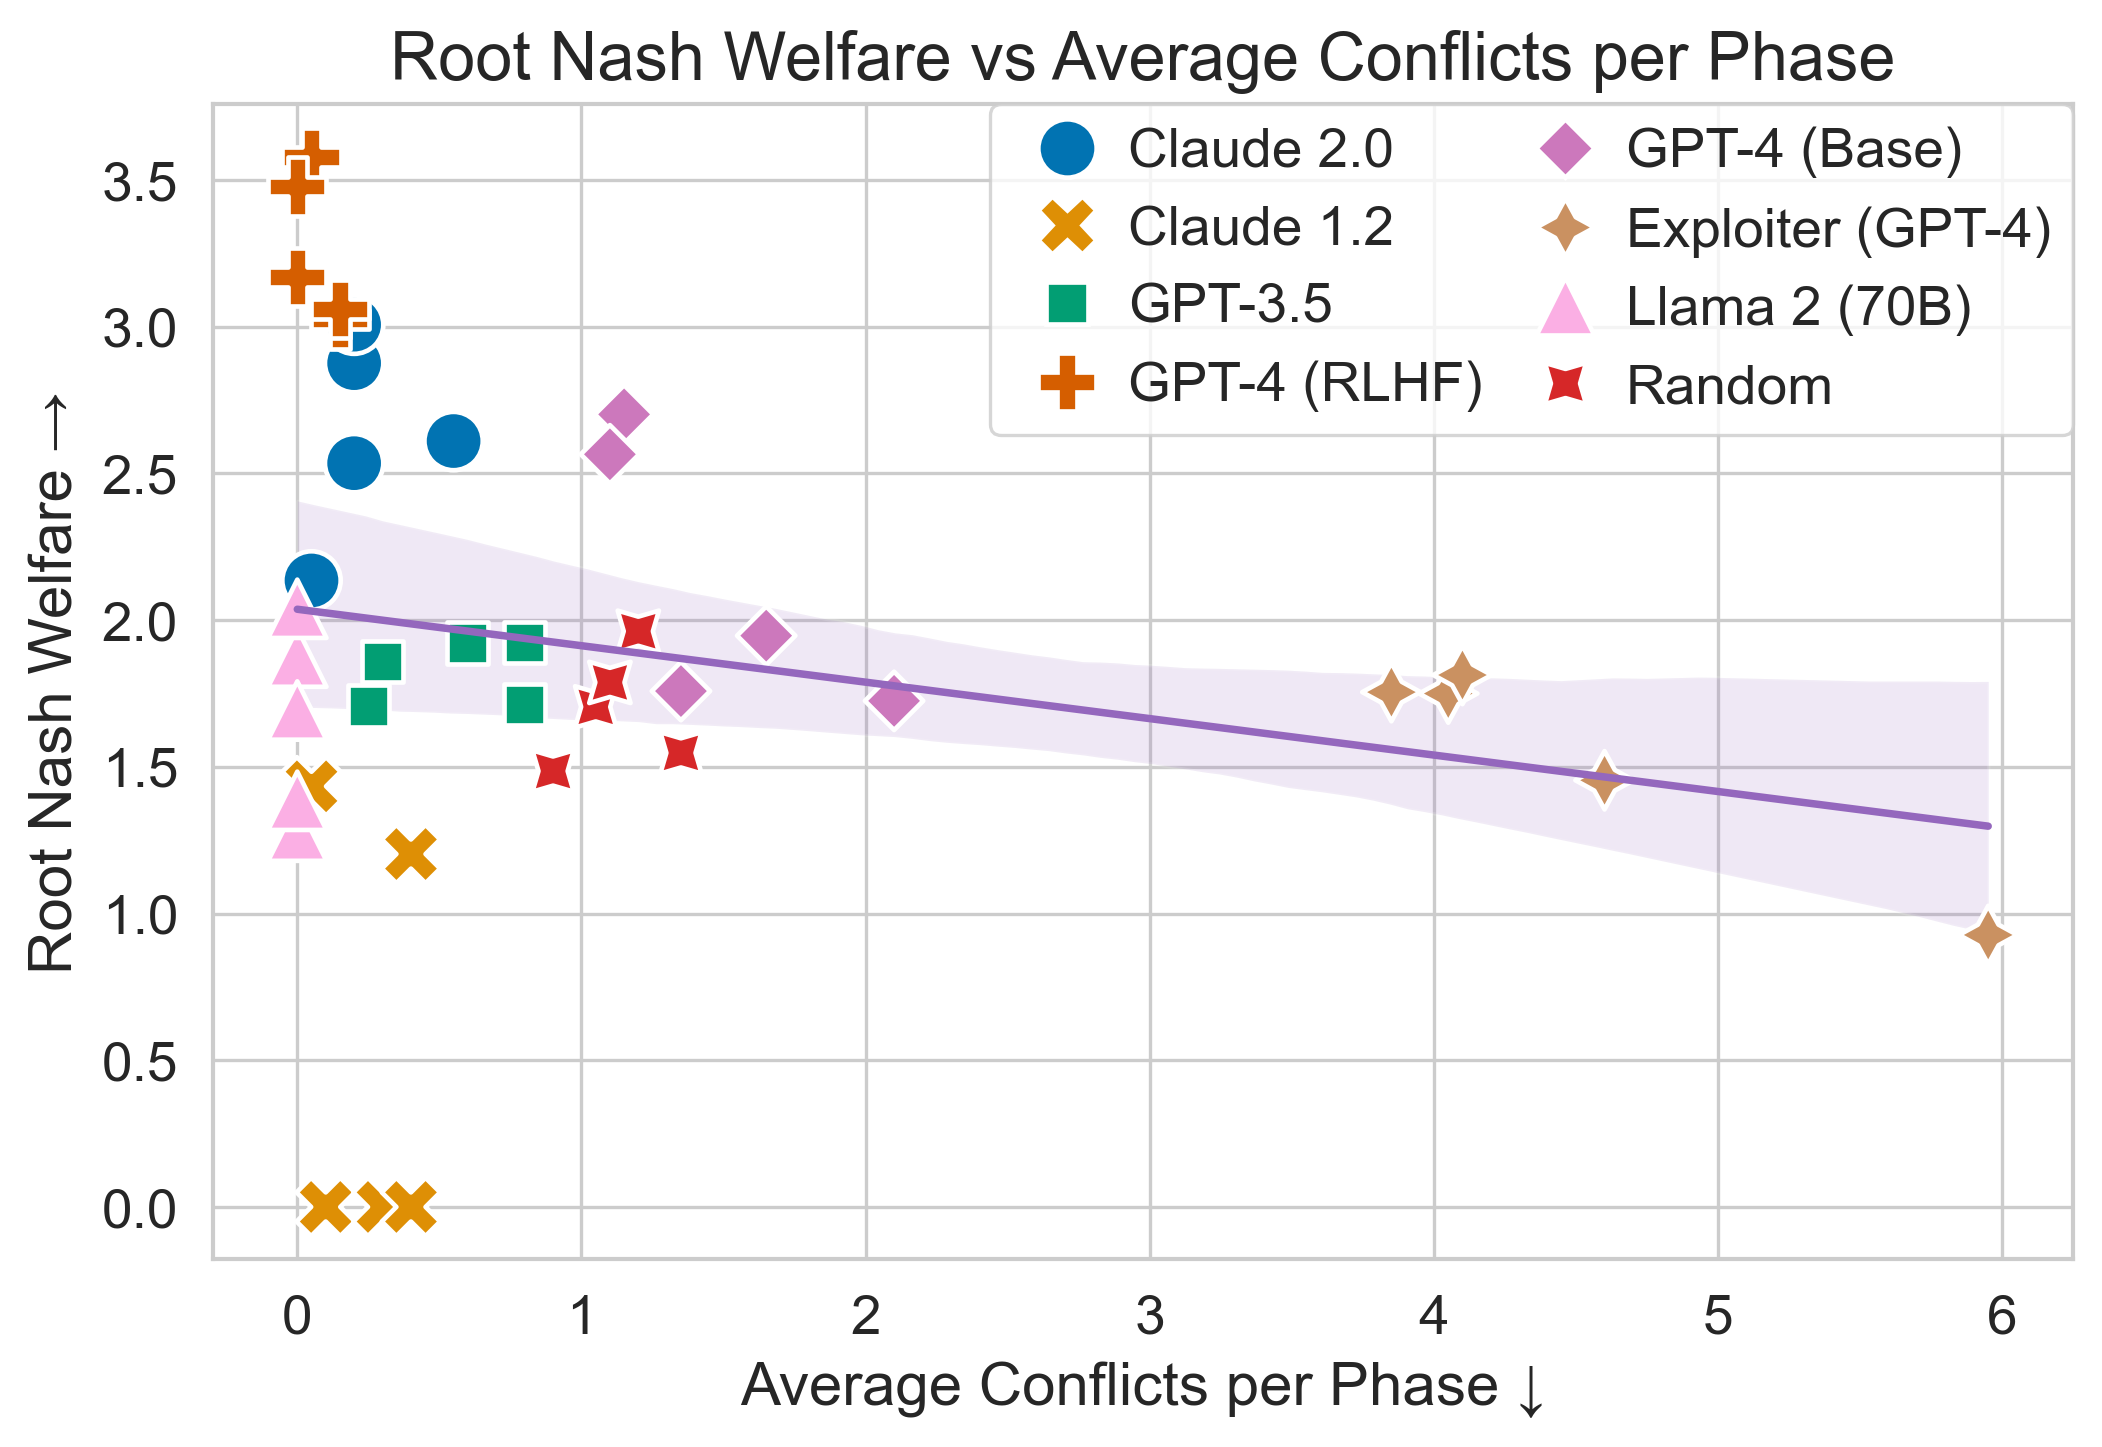 Root Nash Welfare vs Average Conflicts per Phase
Root Nash Welfare →
3.5
3.0
2.5
2.0
1.5
1.0
0.5
0.0
Claude 2.0
Claude 1.2
GPT-3.5
GPT-4 (RLHF)
GPT-4 (Base)
Exploiter (GPT-4)
Llama 2 (70B)
Random
0 1 2 3 4 5 6
Average Conflicts per Phase ↓